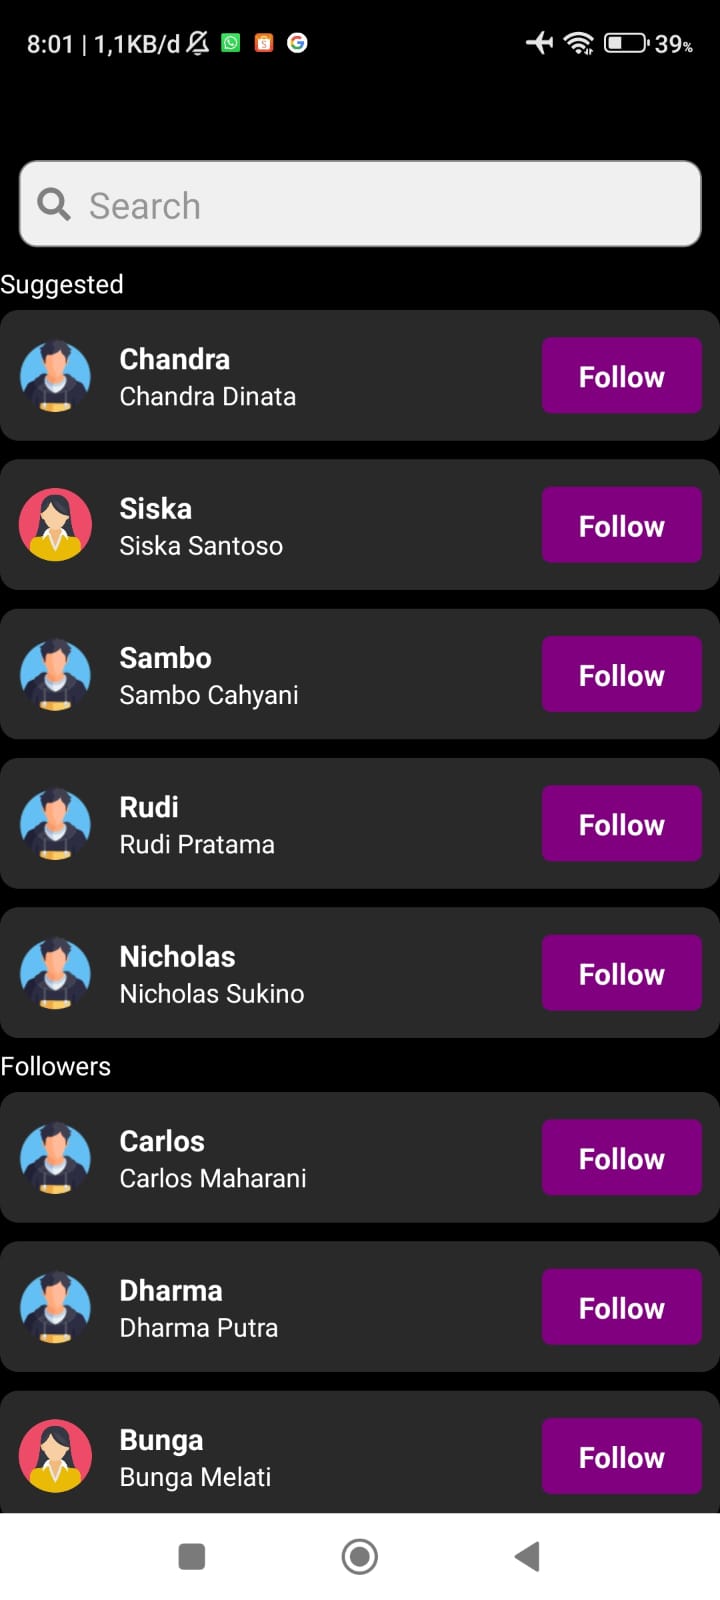 8:01 | 1,1KB/d
39%
Search
Suggested
Chandra
Chandra Dinata
Follow
Siska
Siska Santoso
Follow
Sambo
Sambo Cahyani
Follow
Rudi
Rudi Pratama
Follow
Nicholas
Nicholas Sukino
Follow
Followers
Carlos
Carlos Maharani
Follow
Dharma
Dharma Putra
Follow
Bunga
Bunga Melati
Follow